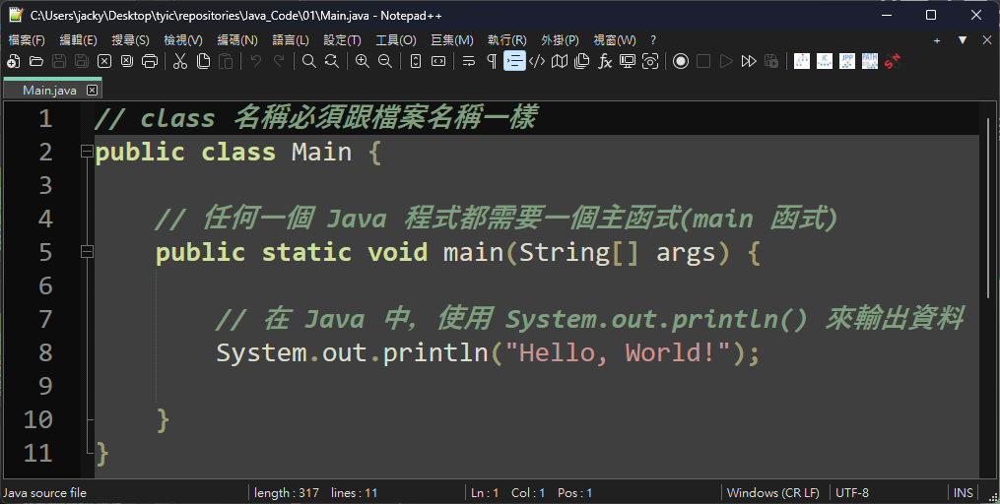 C:\Users\jacky\Desktop\tyic\repositories\Java_Code\01\Main.java - Notepad++
檔案(F) 編輯(E) 搜尋(S) 檢視(V) 編碼(N) 語言(L) 設定(T) 工具(O) 巨集(M) 執行(R) 外掛(P) 視窗(W) ?
Main.java
1 // class 名稱必須跟檔案名稱一樣
2 public class Main {
3
4 // 任何一個 Java 程式都需要一個主函式(main 函式)
5 public static void main(String[] args) {
6
7 // 在 Java 中, 使用 System.out.println() 來輸出資料
8 System.out.println("Hello, World!");
9
10 }
11 }
Java source file length : 317 lines : 11 Ln : 1 Col : 1 Pos : 1 Windows (CR LF) UTF-8 INS